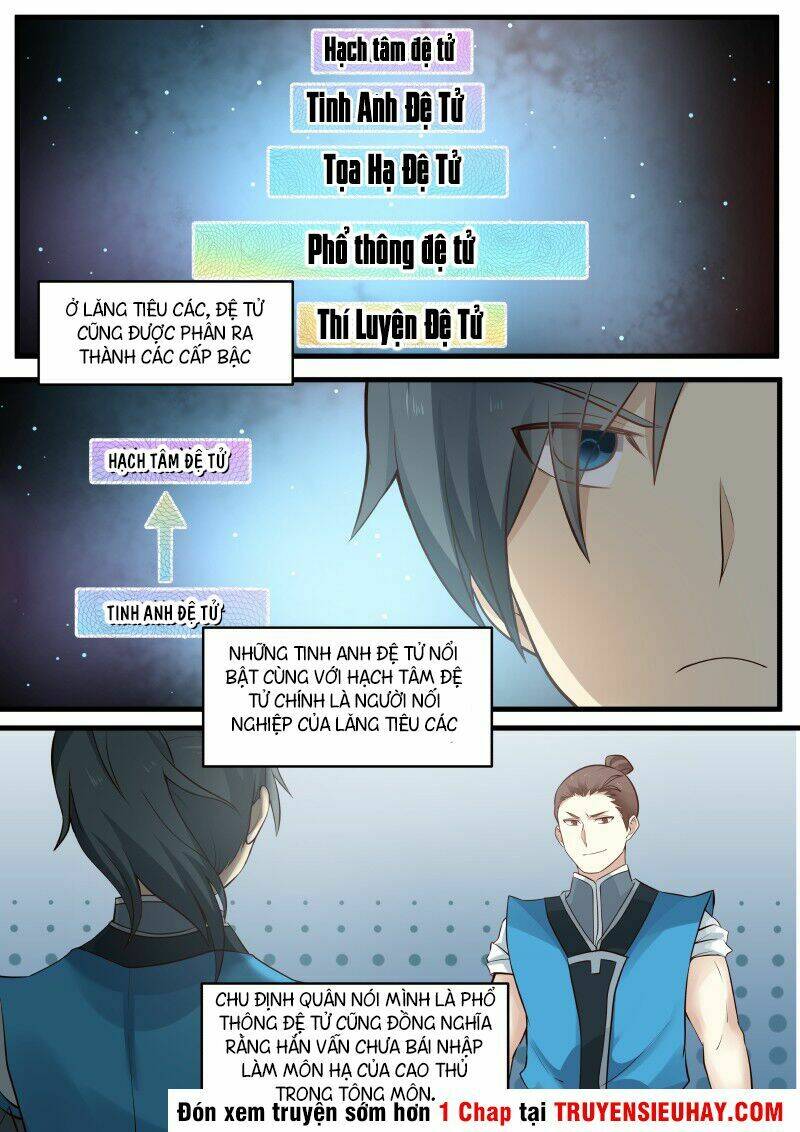 Hạch tâm đệ tử
Tinh Anh Đệ Tử
Tọa Hạ Đệ Tử
Phổ thông đệ tử
Thí Luyện Đệ Tử
Ở LĂNG TIÊU CÁC, ĐỆ TỬ
CŨNG ĐƯỢC PHÂN RA
THÀNH CÁC CẤP BẬC
HẠCH TÂM ĐỆ TỬ
TINH ANH ĐỆ TỬ
NHỮNG TINH ANH ĐỆ TỬ NỔI
BẬT CÙNG VỚI HẠCH TÂM ĐỆ
TỬ CHÍNH LÀ NGƯỜI NỐI
NGHIỆP CỦA LĂNG TIÊU CÁC
CHU ĐỊNH QUÂN NÓI MÌNH LÀ PHỔ
THÔNG ĐỆ TỬ CŨNG ĐỒNG NGHĨA
RẰNG HẮN VẪN CHƯA BÁI NHẬP
LÀM MÔN HẠ CỦA CAO THỦ
TRONG TÔNG MÔN.
Đón xem truyện sớm hơn 1 Chap tại TRUYENSIEUHAY.COM